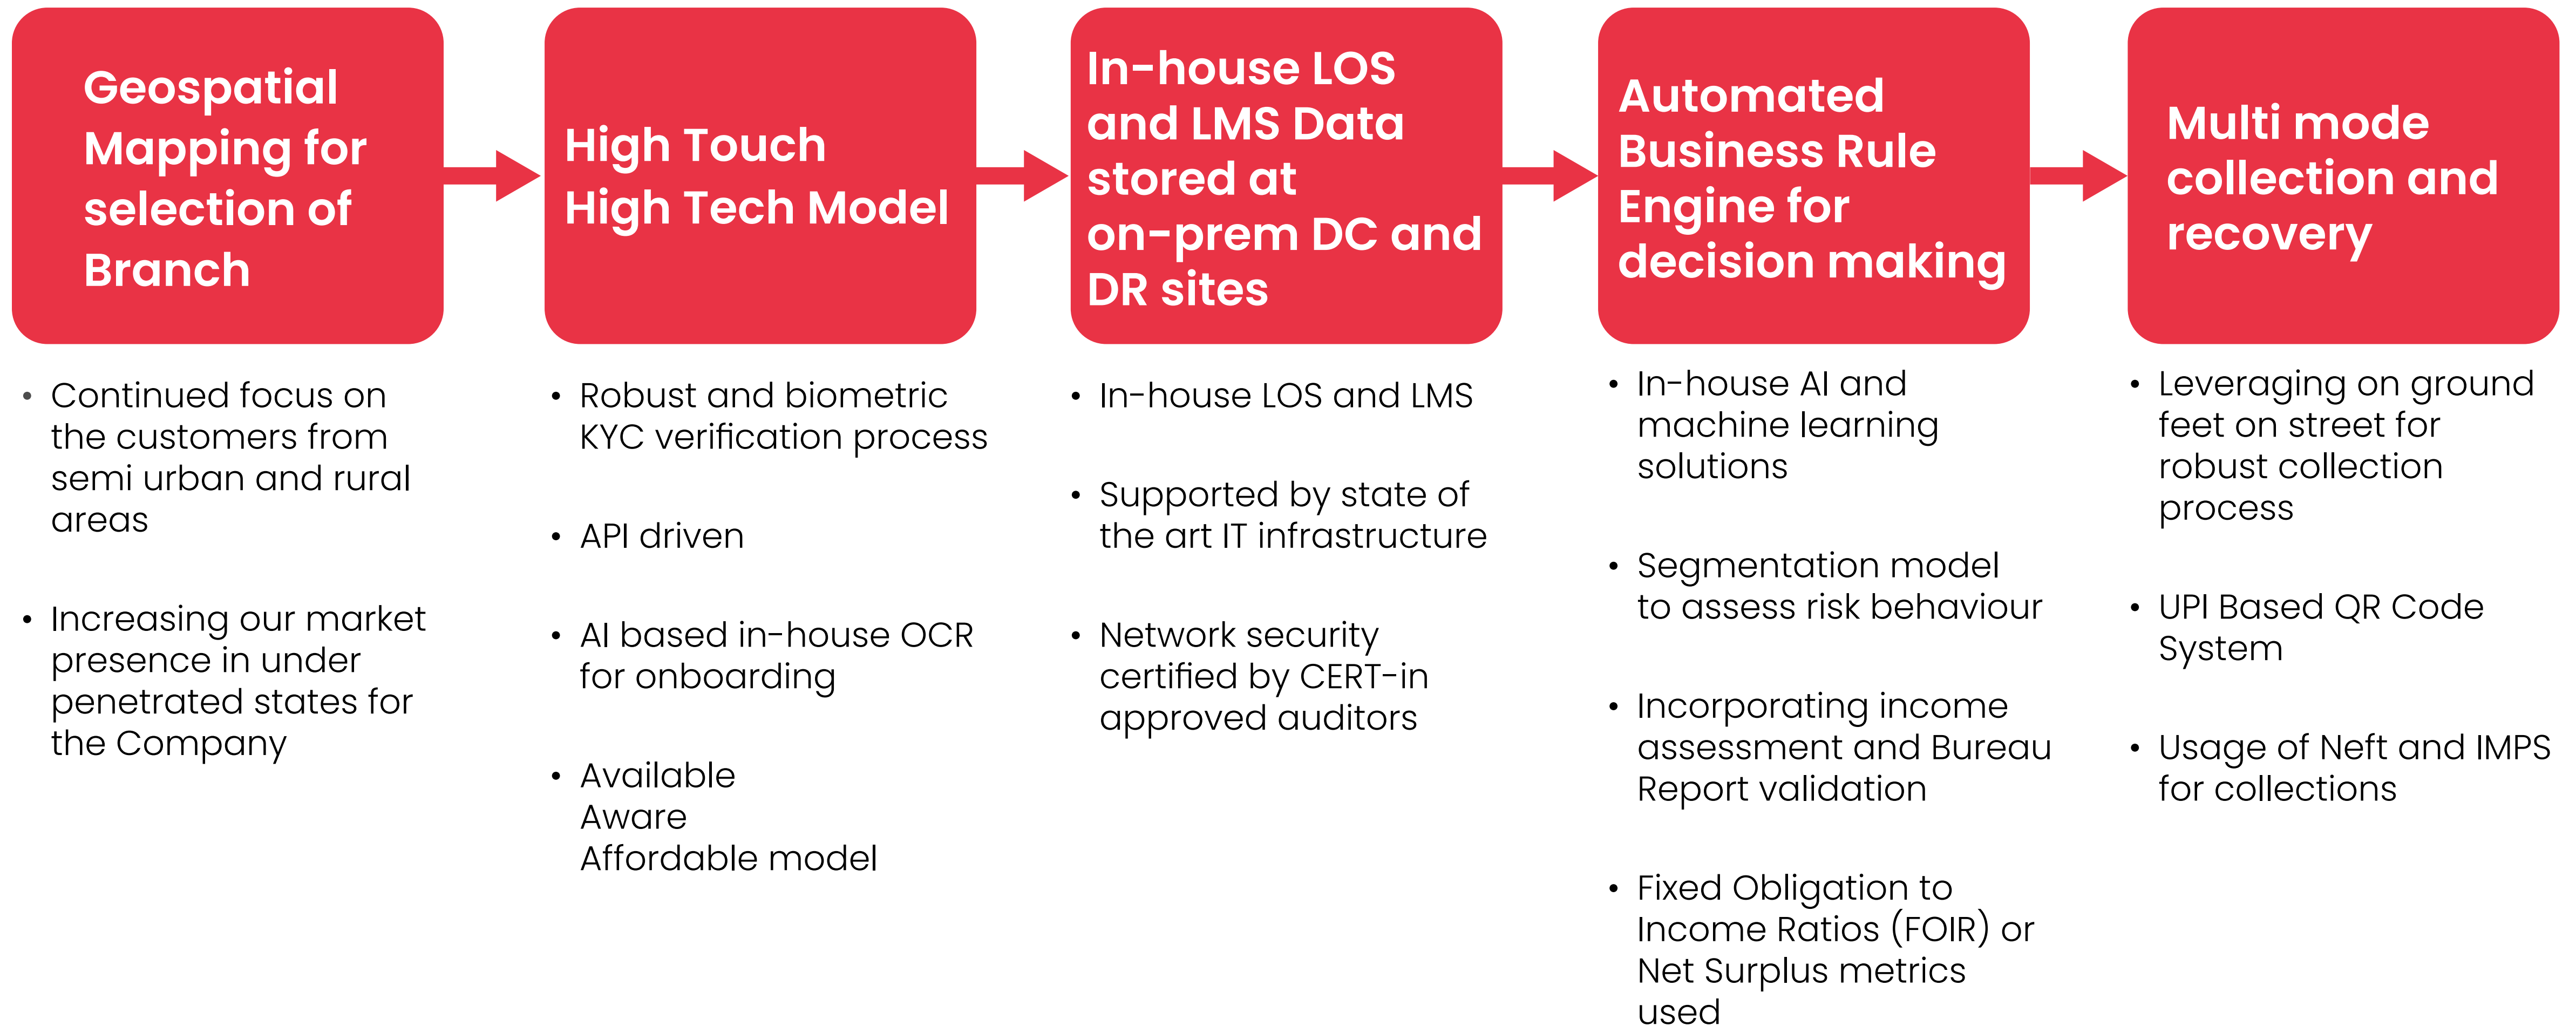 Geospatial
Mapping for
selection of
Branch
• Continued focus on
the customers from
semi urban and rural
areas
• Increasing our market
presence in under
penetrated states for
the Company
High Touch
High Tech Model
• Robust and biometric
KYC verification process
• API driven
• AI based in-house OCR
for onboarding
• Available
Aware
Affordable model
In-house LOS
and LMS Data
stored at
on-prem DC and
DR sites
• In-house LOS and LMS
• Supported by state of
the art IT infrastructure
• Network security
certified by CERT-in
approved auditors
Automated
Business Rule
Engine for
decision making
• In-house AI and
machine learning
solutions
• Segmentation model
to assess risk behaviour
• Incorporating income
assessment and Bureau
Report validation
• Fixed Obligation to
Income Ratios (FOIR) or
Net Surplus metrics
used
Multi mode
collection and
recovery
• Leveraging on ground
feet on street for
robust collection
process
• UPI Based QR Code
System
• Usage of Neft and IMPS
for collections